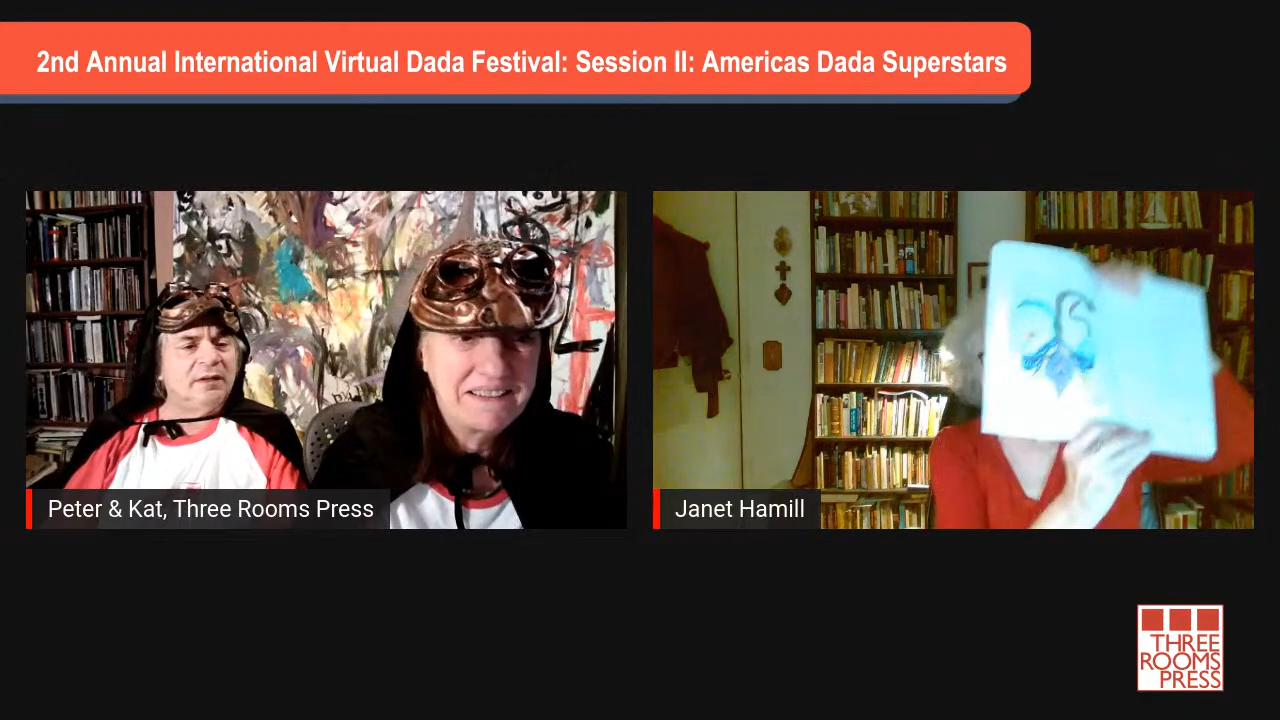 2nd Annual International Virtual Dada Festival: Session II: Americas Dada Superstars
Peter & Kat, Three Rooms Press
Janet Hamill
THREE
ROOMS
PRESS